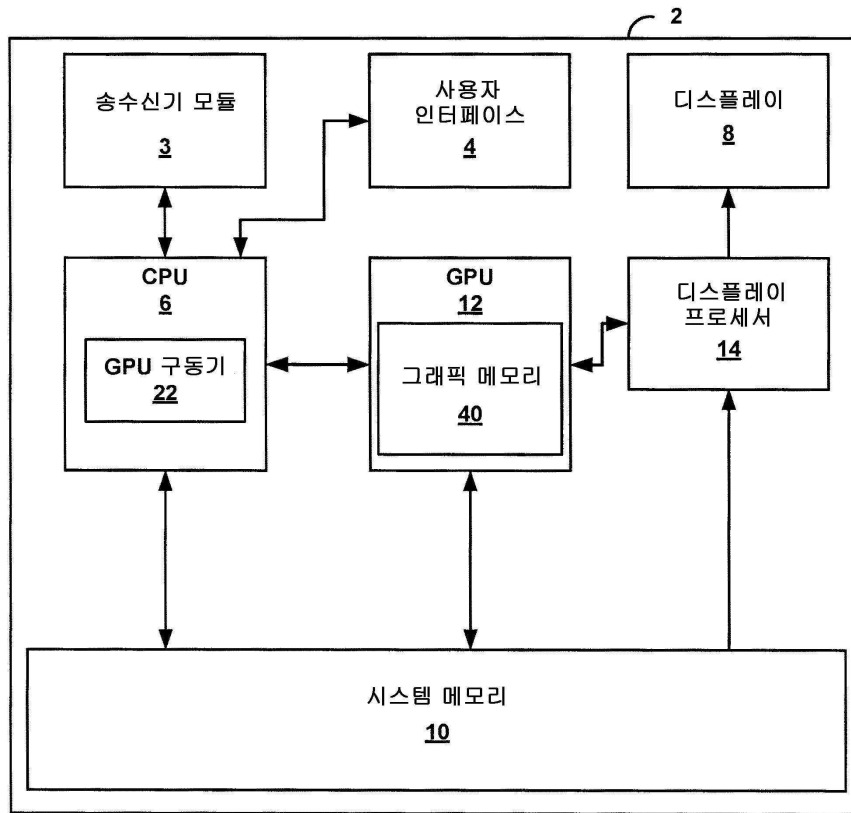 2
송수신기 모듈
3
사용자
인터페이스
4
디스플레이
8
CPU
6
GPU 구동기
22
GPU
12
그래픽 메모리
40
디스플레이
프로세서
14
시스템 메모리
10